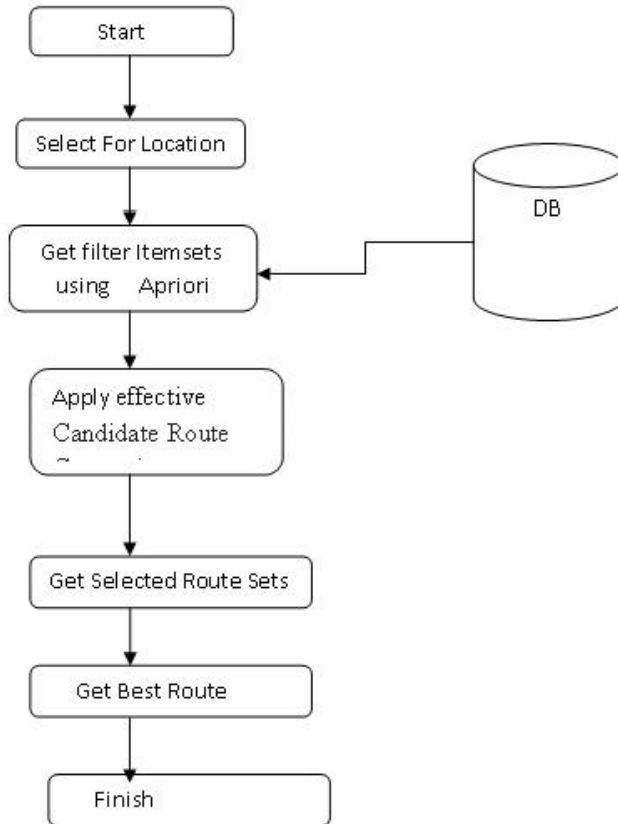 Start
Select For Location
DB
Get filter Itemsets
using Apriori
Apply effective
Candidate Route
Get Selected Route Sets
Get Best Route
Finish